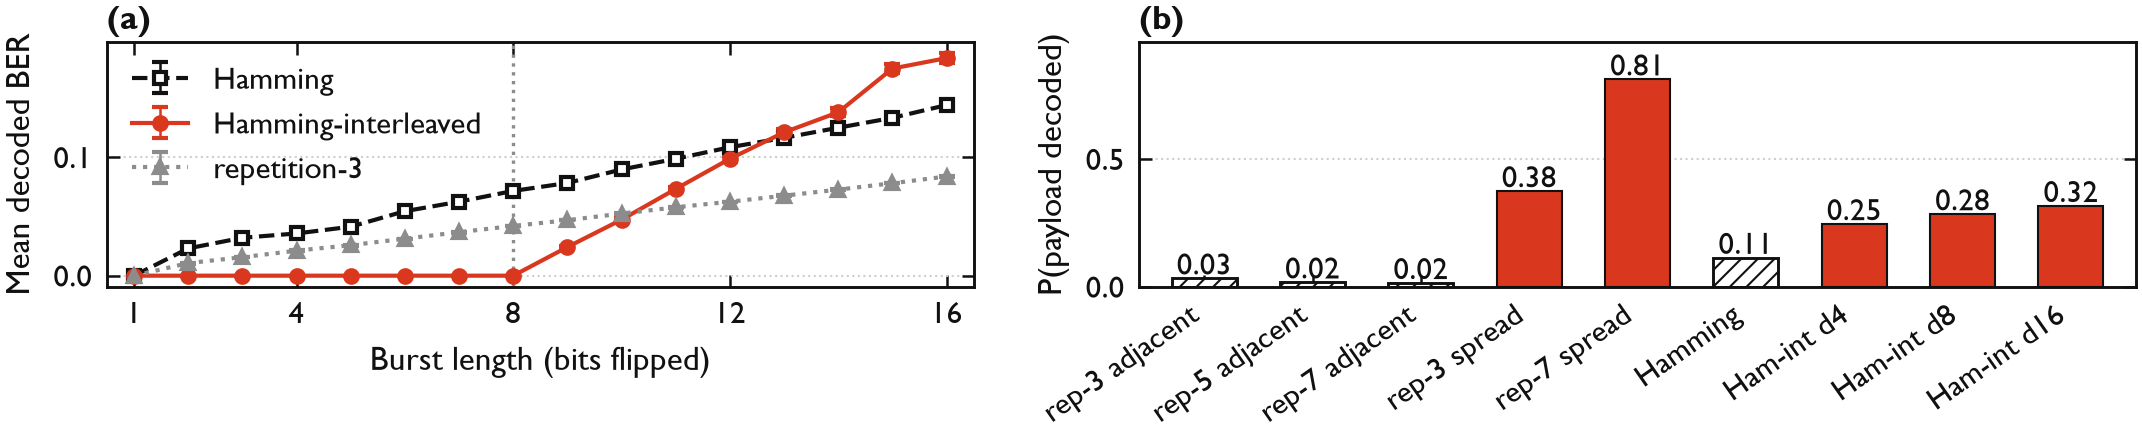 (a)
Mean decoded BER
0.1
0.0
Hamming
Hamming-interleaved
repetition-3
1 4 8 12 16
Burst length (bits flipped)
(b)
P(payload decoded)
0.5
0.0
0.03 0.02 0.02 0.38 0.81 0.11 0.25 0.28 0.32
rep-3 adjacent
rep-5 adjacent
rep-7 adjacent
rep-3 spread
rep-7 spread
Hamming
Ham-int d4
Ham-int d8
Ham-int d16